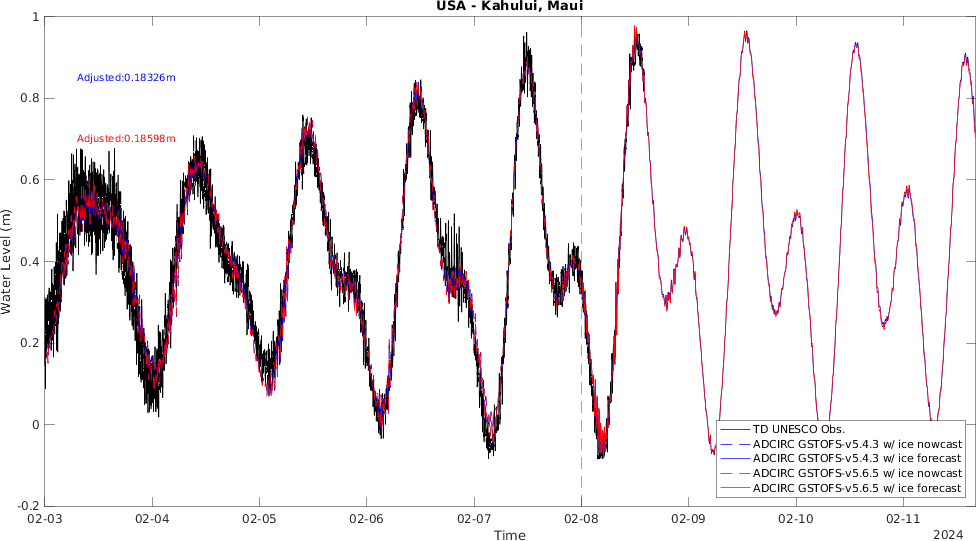 USA - Kahului, Maui
1
0.8
0.6
0.4
0.2
0
-0.2
Water Level (m)
Adjusted:0.18326m
Adjusted:0.18598m
TD UNESCO Obs.
ADCIRC GSTOFS-v5.4.3 w/ ice nowcast
ADCIRC GSTOFS-v5.4.3 w/ ice forecast
ADCIRC GSTOFS-v5.6.5 w/ ice nowcast
ADCIRC GSTOFS-v5.6.5 w/ ice forecast
02-03 02-04 02-05 02-06 02-07 02-08 02-09 02-10 02-11
Time
2024